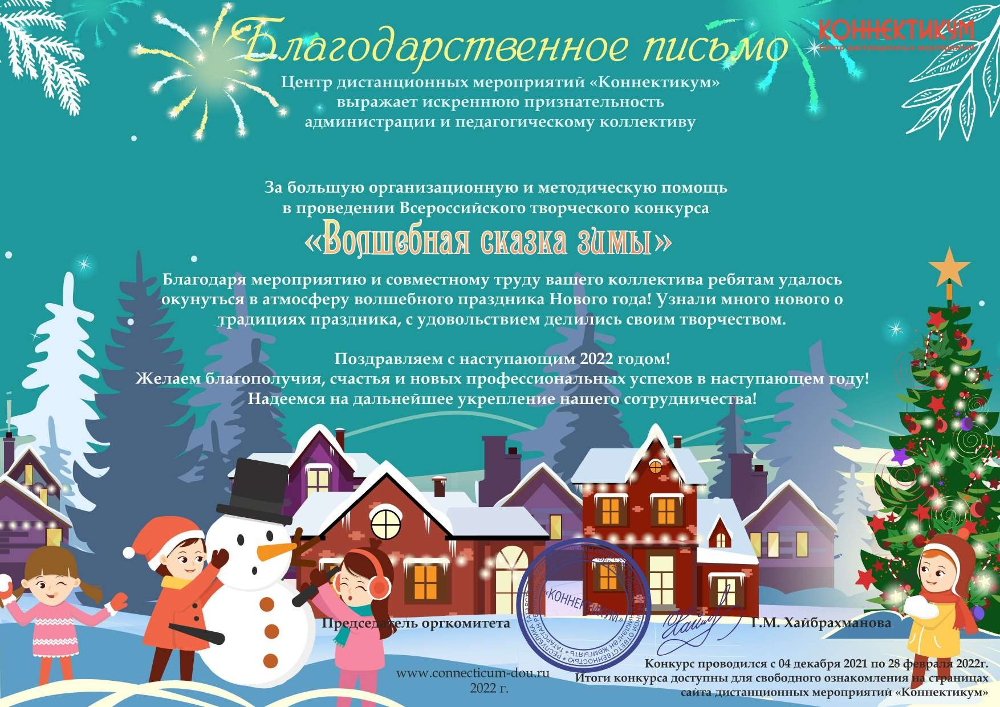 Благодарственное письмо
КОННЕКТИКУМ
Центр дистанционных мероприятий
Центр дистанционных мероприятий «Коннектикум»
выражает искреннюю признательность
администрации и педагогическому коллективу
За большую организационную и методическую помощь
в проведении Всероссийского творческого конкурса
«Волшебная сказка зимы»
Благодаря мероприятию и совместному труду вашего коллектива ребятам удалось
окунуться в атмосферу волшебного праздника Нового года! Узнали много нового о
традициях праздника, с удовольствием делились своим творчеством.
Поздравляем с наступающим 2022 годом!
Желаем благополучия, счастья и новых профессиональных успехов в наступающем году!
Надеемся на дальнейшее укрепление нашего сотрудничества!
Председатель оргкомитета
«КОННЕКТИКУМ»
Г.М. Хайбрахманова
www.connecticum-dou.ru
2022 г.
Конкурс проводился с 04 декабря 2021 по 28 февраля 2022г.
Итоги конкурса доступны для свободного ознакомления на страницах
сайта дистанционных мероприятий «Коннектикум»